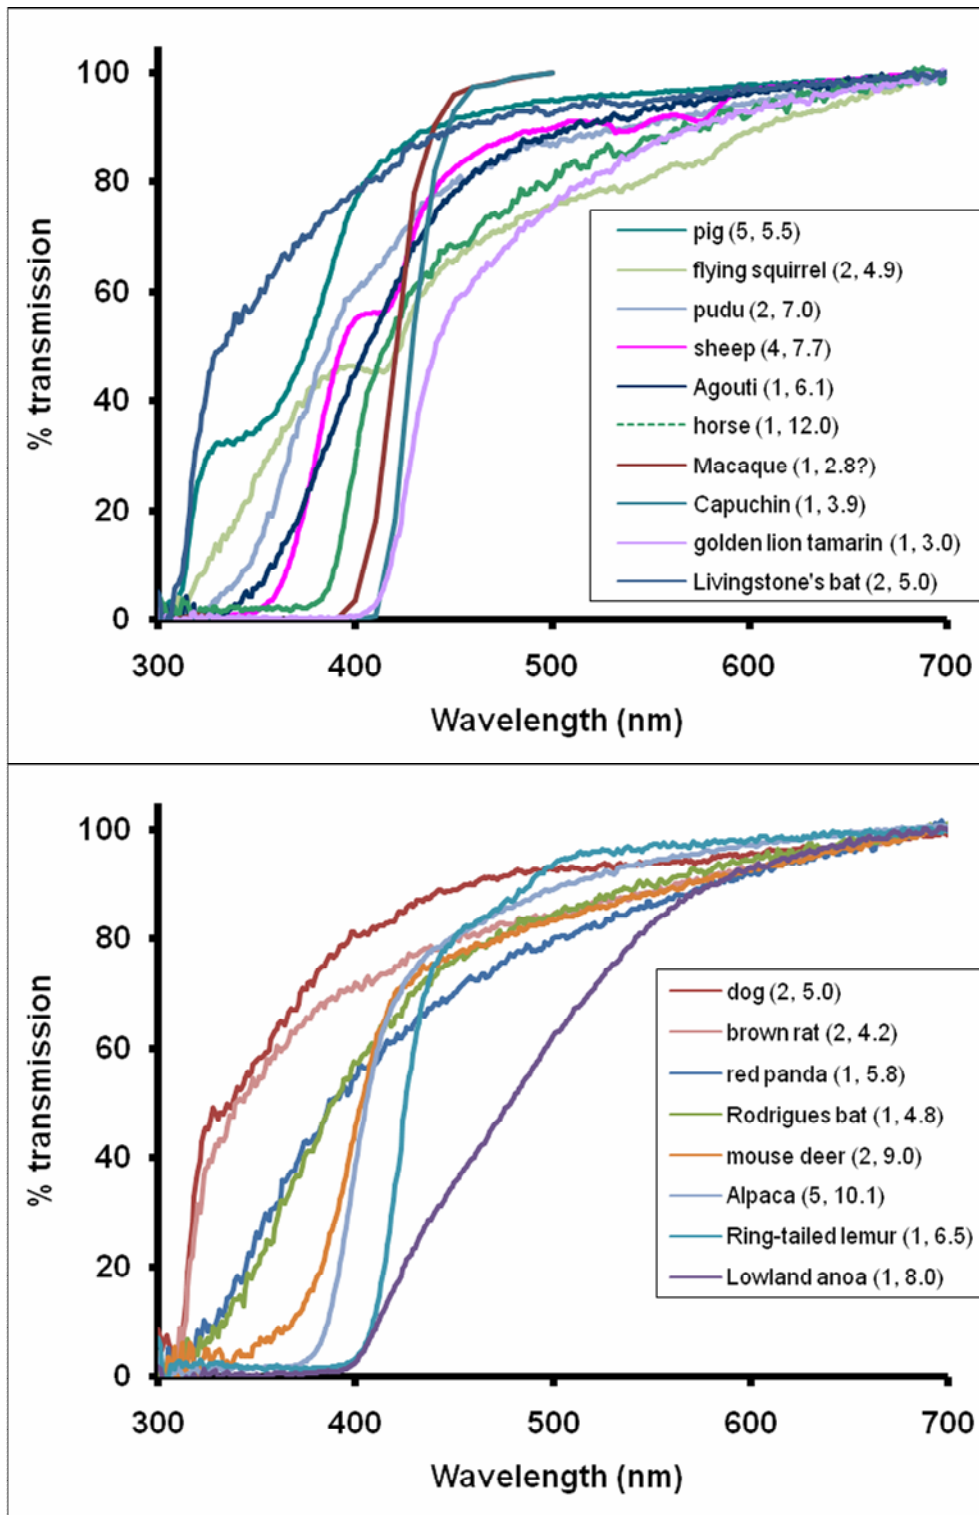 100
80
60
40
20
0
% transmission
pig (5, 5.5)
flying squirrel (2, 4.9)
pudu (2, 7.0)
sheep (4, 7.7)
Agouti (1, 6.1)
horse (1, 12.0)
Macaque (1, 2.8?)
Capuchin (1, 3.9)
golden lion tamarin (1, 3.0)
Livingstone's bat (2, 5.0)
300 400 500 600 700
Wavelength (nm)
100
80
60
40
20
0
% transmission
dog (2, 5.0)
brown rat (2, 4.2)
red panda (1, 5.8)
Rodrigues bat (1, 4.8)
mouse deer (2, 9.0)
Alpaca (5, 10.1)
Ring-tailed lemur (1, 6.5)
Lowland anoa (1, 8.0)
300 400 500 600 700
Wavelength (nm)